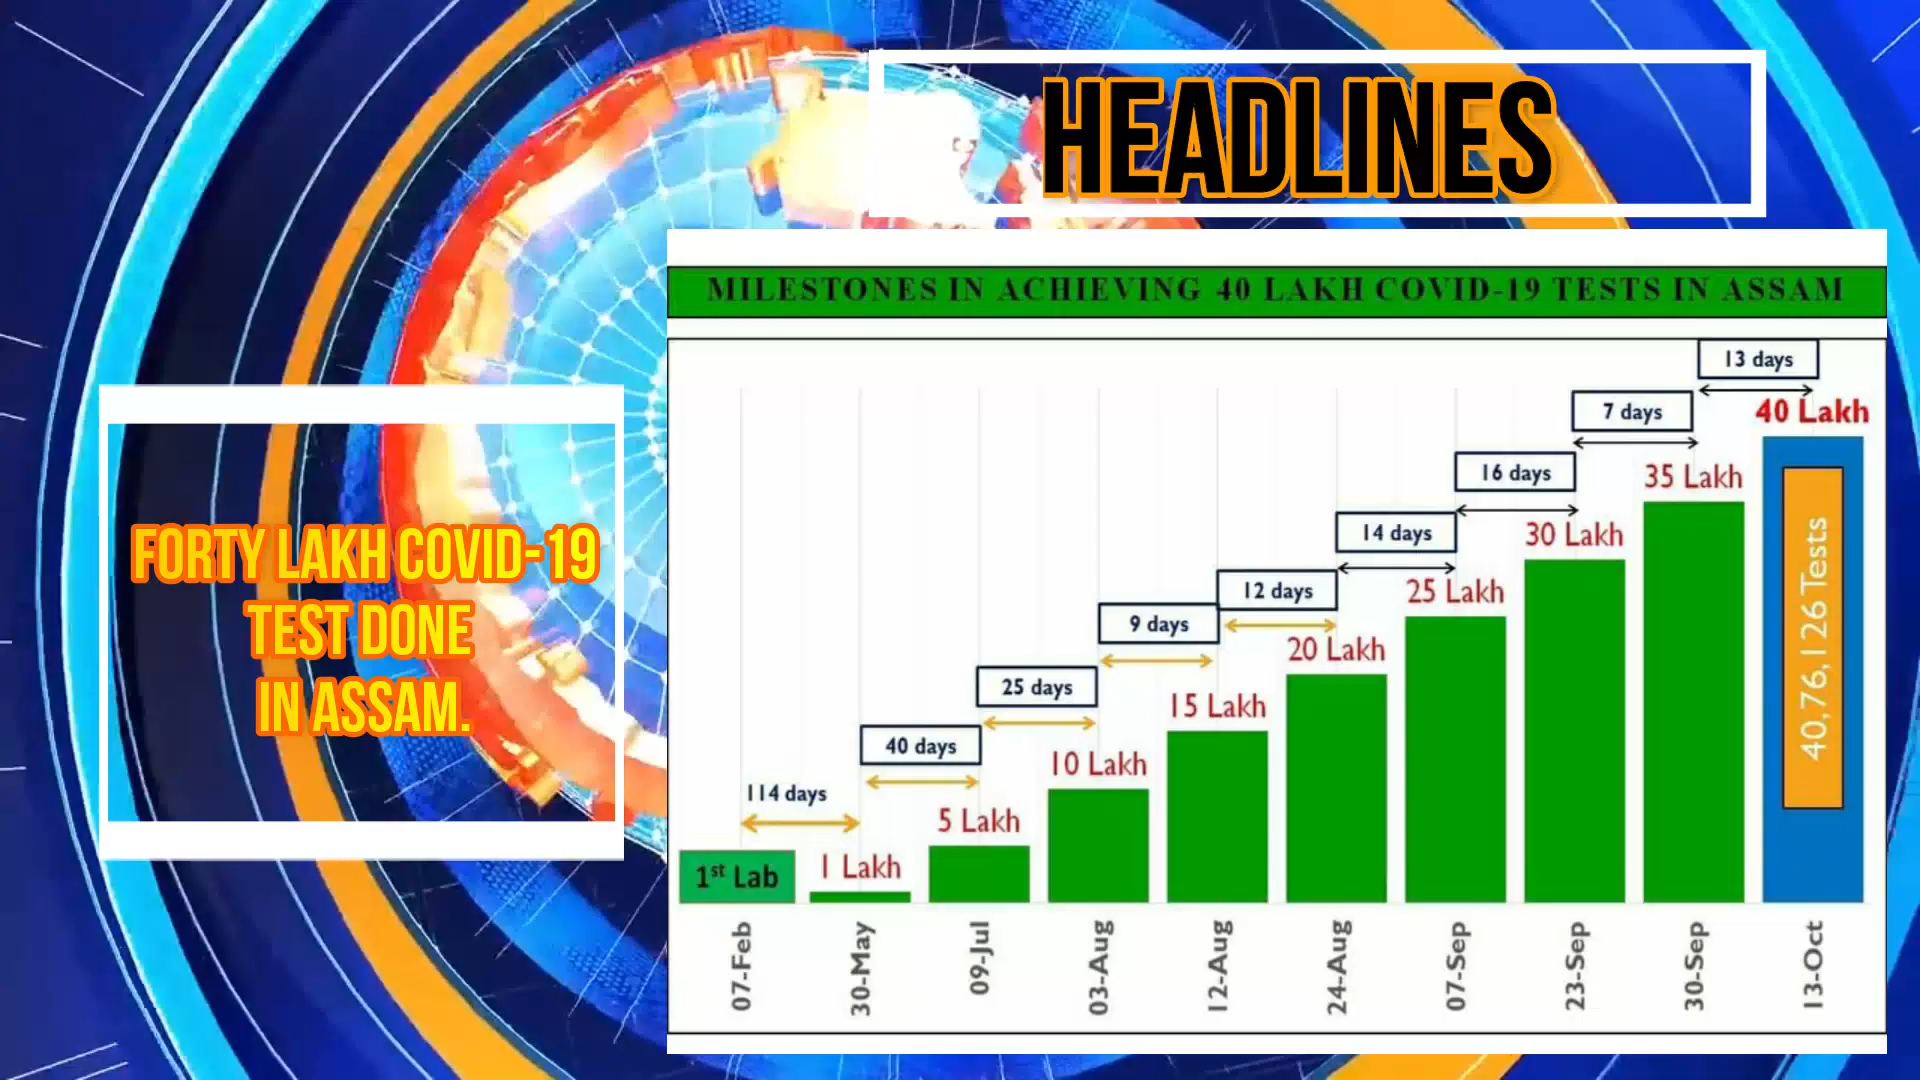 HEADLINES
MILESTONES IN ACHIEVING 40 LAKH COVID-19 TESTS IN ASSAM
FORTY LAKH COVID-19
TEST DONE
IN ASSAM.
13 days
40 Lakh
7 days
35 Lakh
16 days
30 Lakh
14 days
25 Lakh
12 days
20 Lakh
9 days
15 Lakh
25 days
10 Lakh
40 days
5 Lakh
114 days
1 Lakh
1st Lab
40,76,126 Tests
07-Feb
30-May
09-Jul
03-Aug
12-Aug
24-Aug
07-Sep
23-Sep
30-Sep
13-Oct